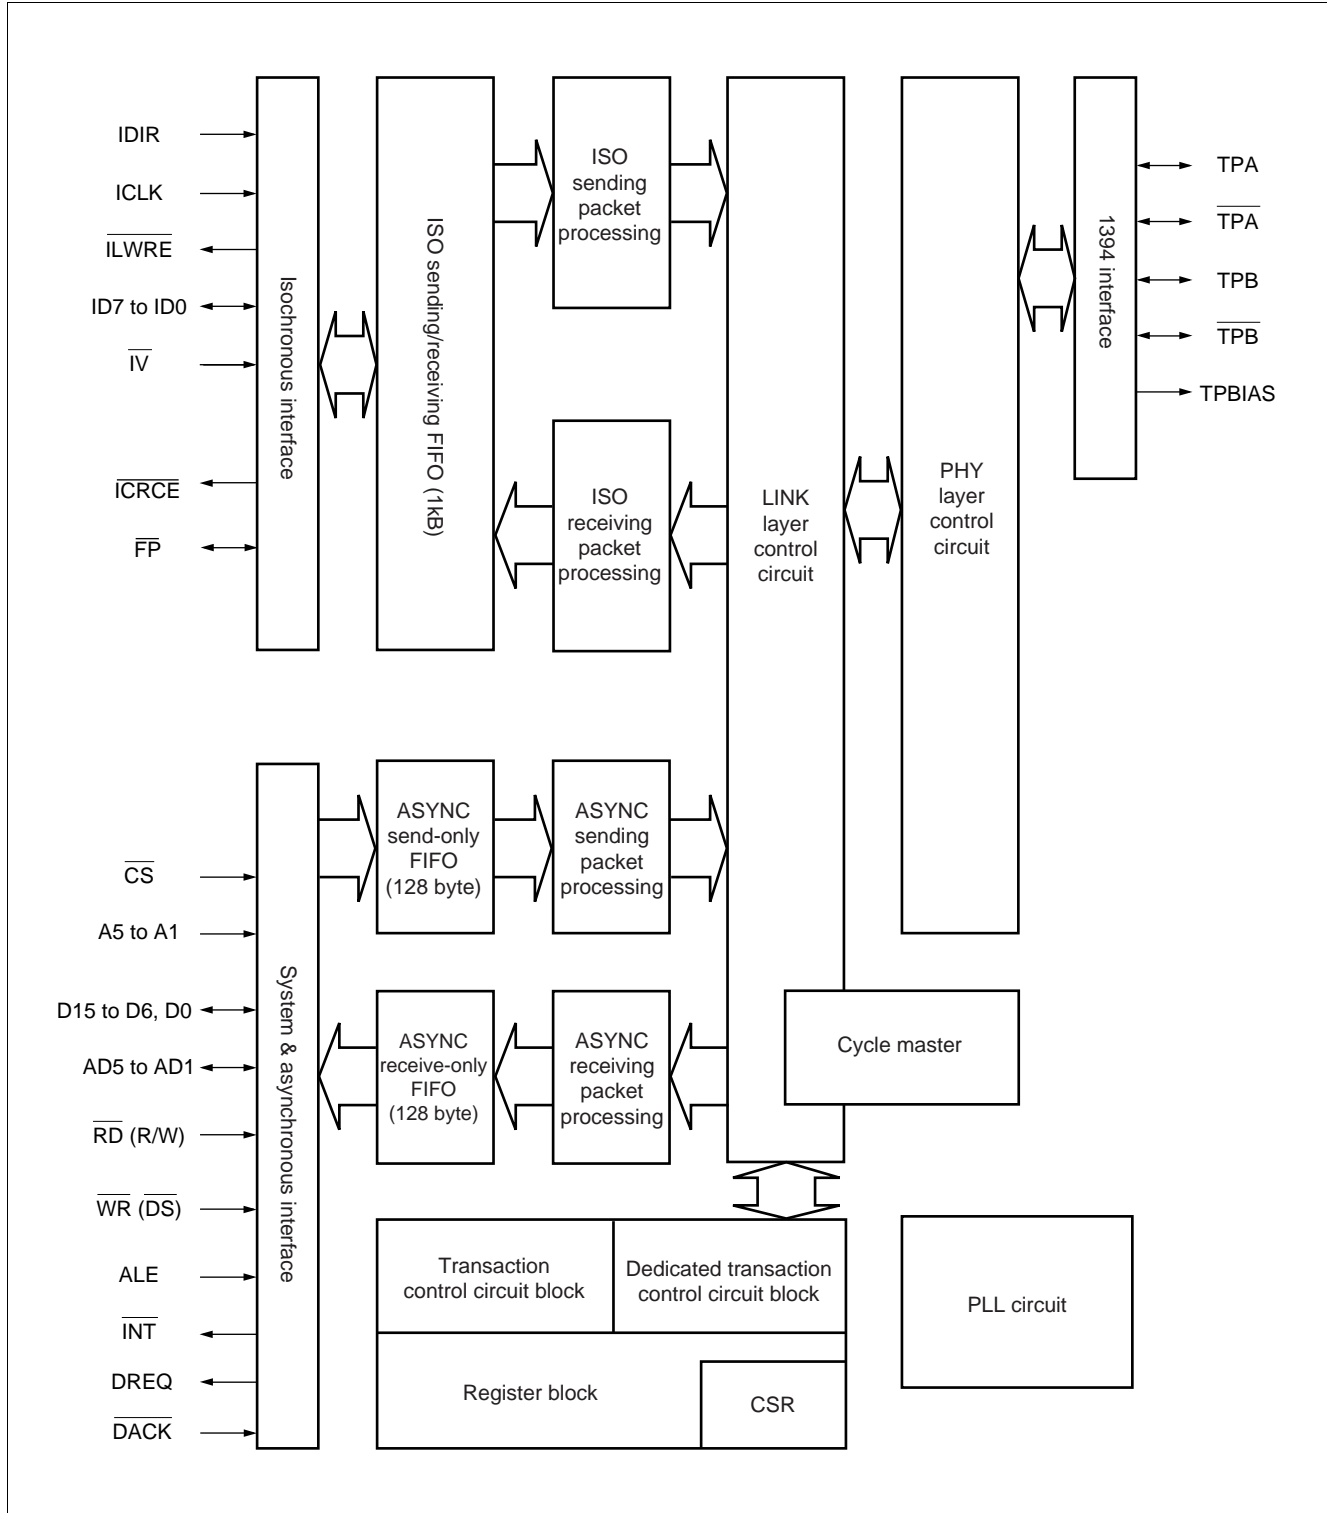 IDIR
ICLK
ILWRE
ID7 to ID0
IV
ICRCE
FP
Isochronous interface
ISO sending/receiving FIFO (1kB)
ISO
sending
packet
processing
ISO
receiving
packet
processing
LINK
layer
control
circuit
PHY
layer
control
circuit
1394 interface
TPA
TPA
TPB
TPB
TPBIAS
CS
A5 to A1
D15 to D6, D0
AD5 to AD1
RD (R/W)
WR (DS)
ALE
INT
DREQ
DACK
System & asynchronous interface
ASYNC
send-only
FIFO
(128 byte)
ASYNC
sending
packet
processing
ASYNC
receive-only
FIFO
(128 byte)
ASYNC
receiving
packet
processing
Cycle master
Transaction
control circuit block
Dedicated transaction
control circuit block
Register block
CSR
PLL circuit